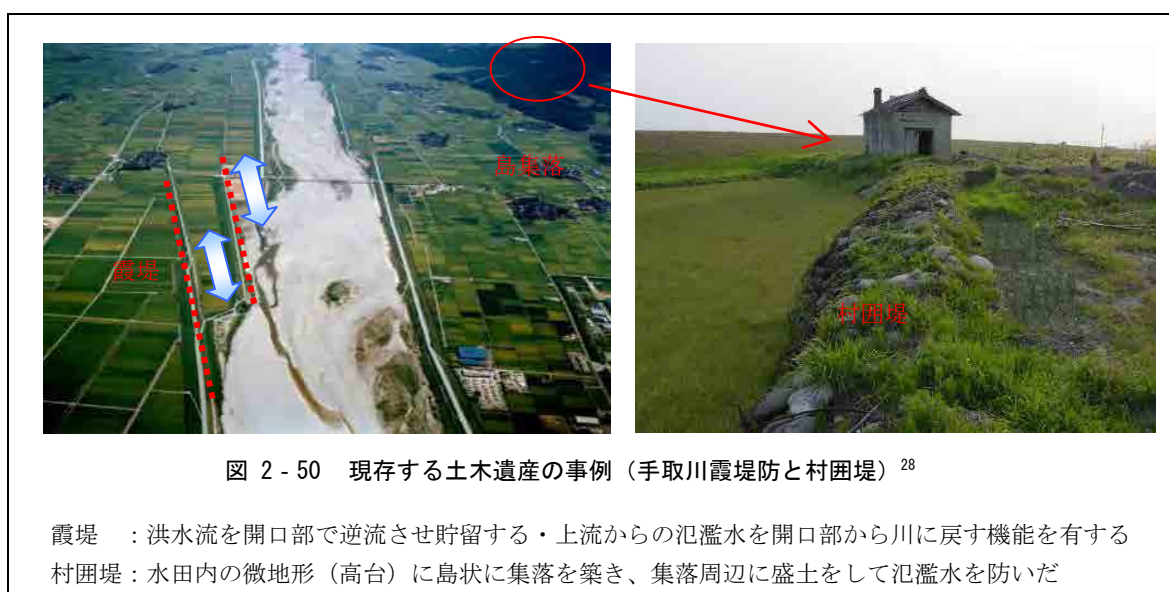 島集落
霞堤
村囲堤
図 2-50 現存する土木遺産の事例（手取川霞堤防と村囲堤）28
霞堤 ：洪水流を開口部で逆流させ貯留する・上流からの氾濫水を開口部から川に戻す機能を有する
村囲堤：水田内の微地形（高台）に島状に集落を築き、集落周辺に盛土をして氾濫水を防いだ